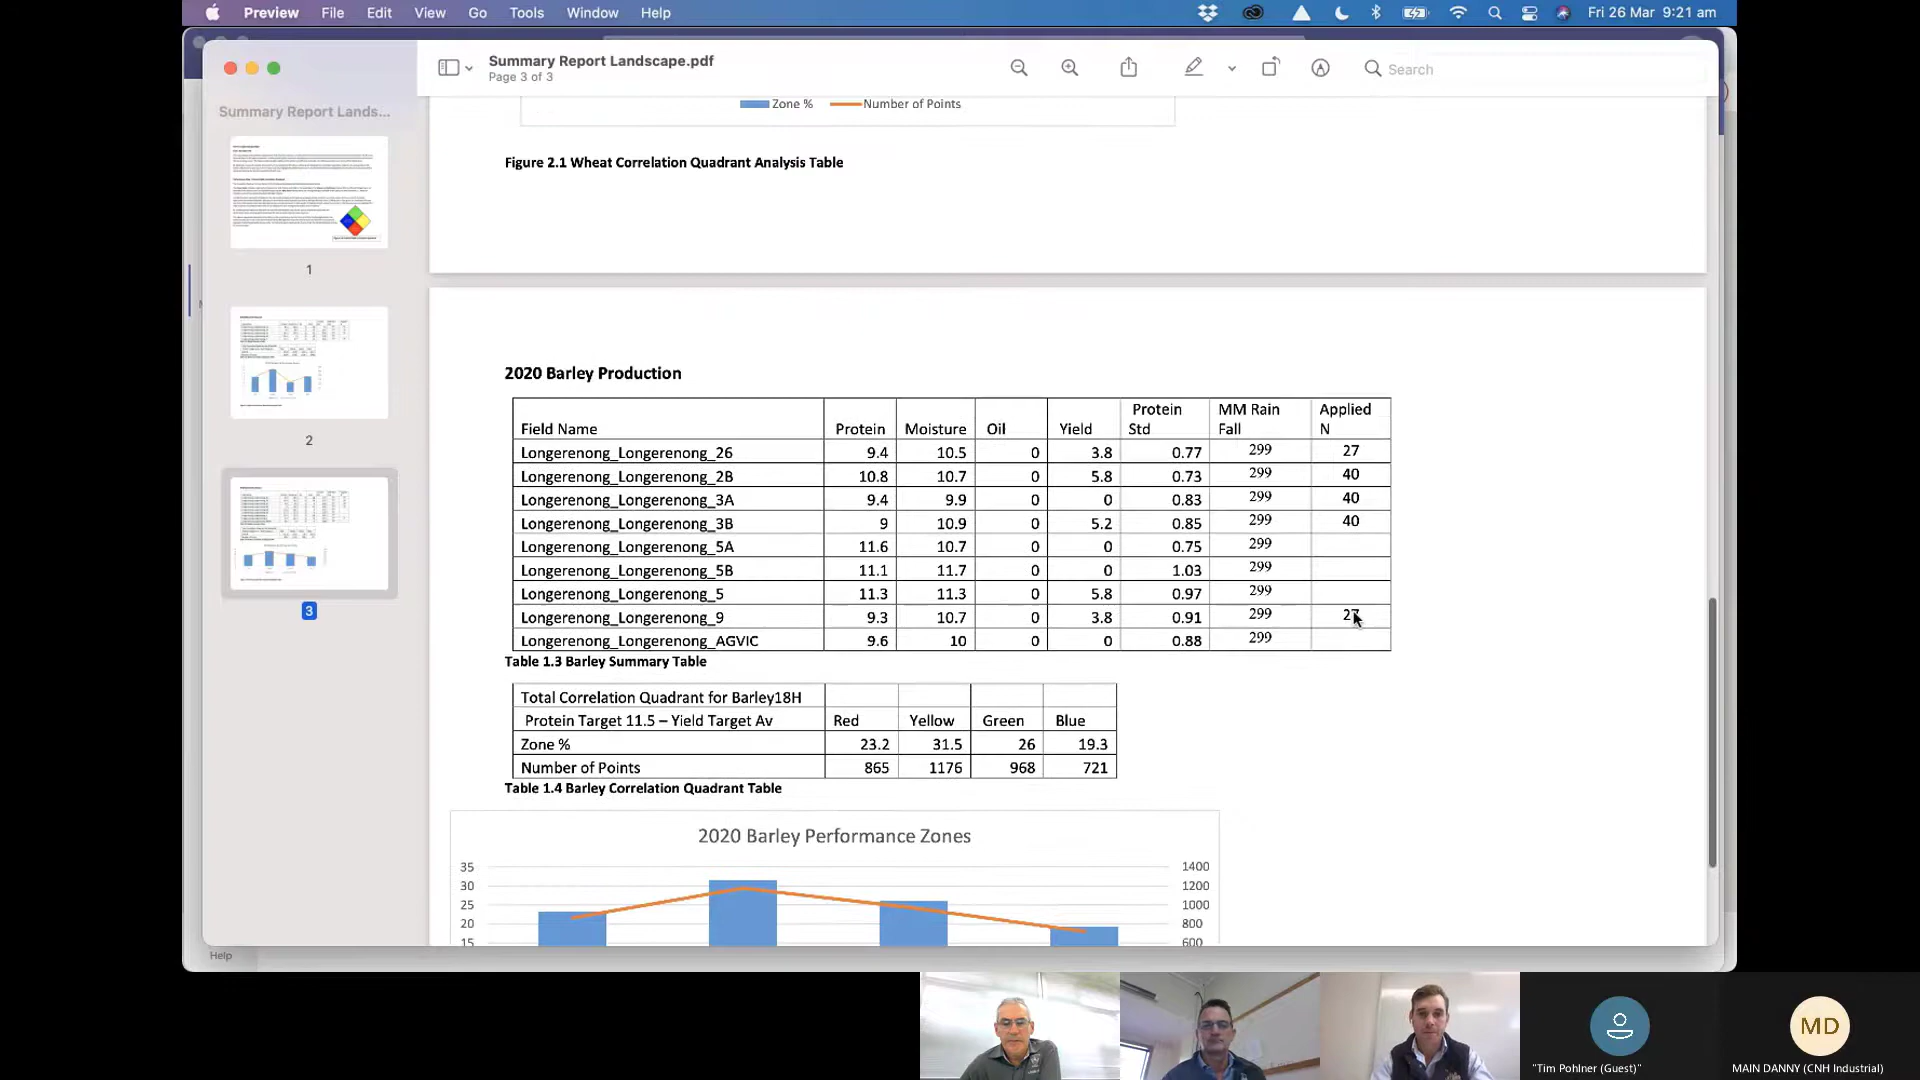 Preview File Edit View Go Tools Window Help
Fri 26 Mar 9:21 am
Summary Report Landscape.pdf
Page 3 of 3
Search
Summary Report Lands...
1
2
3
Zone % Number of Points
Figure 2.1 Wheat Correlation Quadrant Analysis Table
2020 Barley Production
Field Name Protein Moisture Oil Yield Protein Std MM Rain Fall Applied N
Longerenong_Longerenong_26 9.4 10.5 0 3.8 0.77 299 27
Longerenong_Longerenong_2B 10.8 10.7 0 5.8 0.73 299 40
Longerenong_Longerenong_3A 9.4 9.9 0 0 0.83 299 40
Longerenong_Longerenong_3B 9 10.9 0 5.2 0.85 299 40
Longerenong_Longerenong_5A 11.6 10.7 0 0 0.75 299
Longerenong_Longerenong_5B 11.1 11.7 0 0 1.03 299
Longerenong_Longerenong_5 11.3 11.3 0 5.8 0.97 299
Longerenong_Longerenong_9 9.3 10.7 0 3.8 0.91 299 27
Longerenong_Longerenong_AGVIC 9.6 10 0 0 0.88 299
Table 1.3 Barley Summary Table
Total Correlation Quadrant for Barley18H
Protein Target 11.5 – Yield Target Av Red Yellow Green Blue
Zone % 23.2 31.5 26 19.3
Number of Points 865 1176 968 721
Table 1.4 Barley Correlation Quadrant Table
2020 Barley Performance Zones
35 1400
30 1200
25 1000
20 800
15 600
Help
"Tim Pohlner (Guest)"
MD
MAIN DANNY (CNH Industrial)